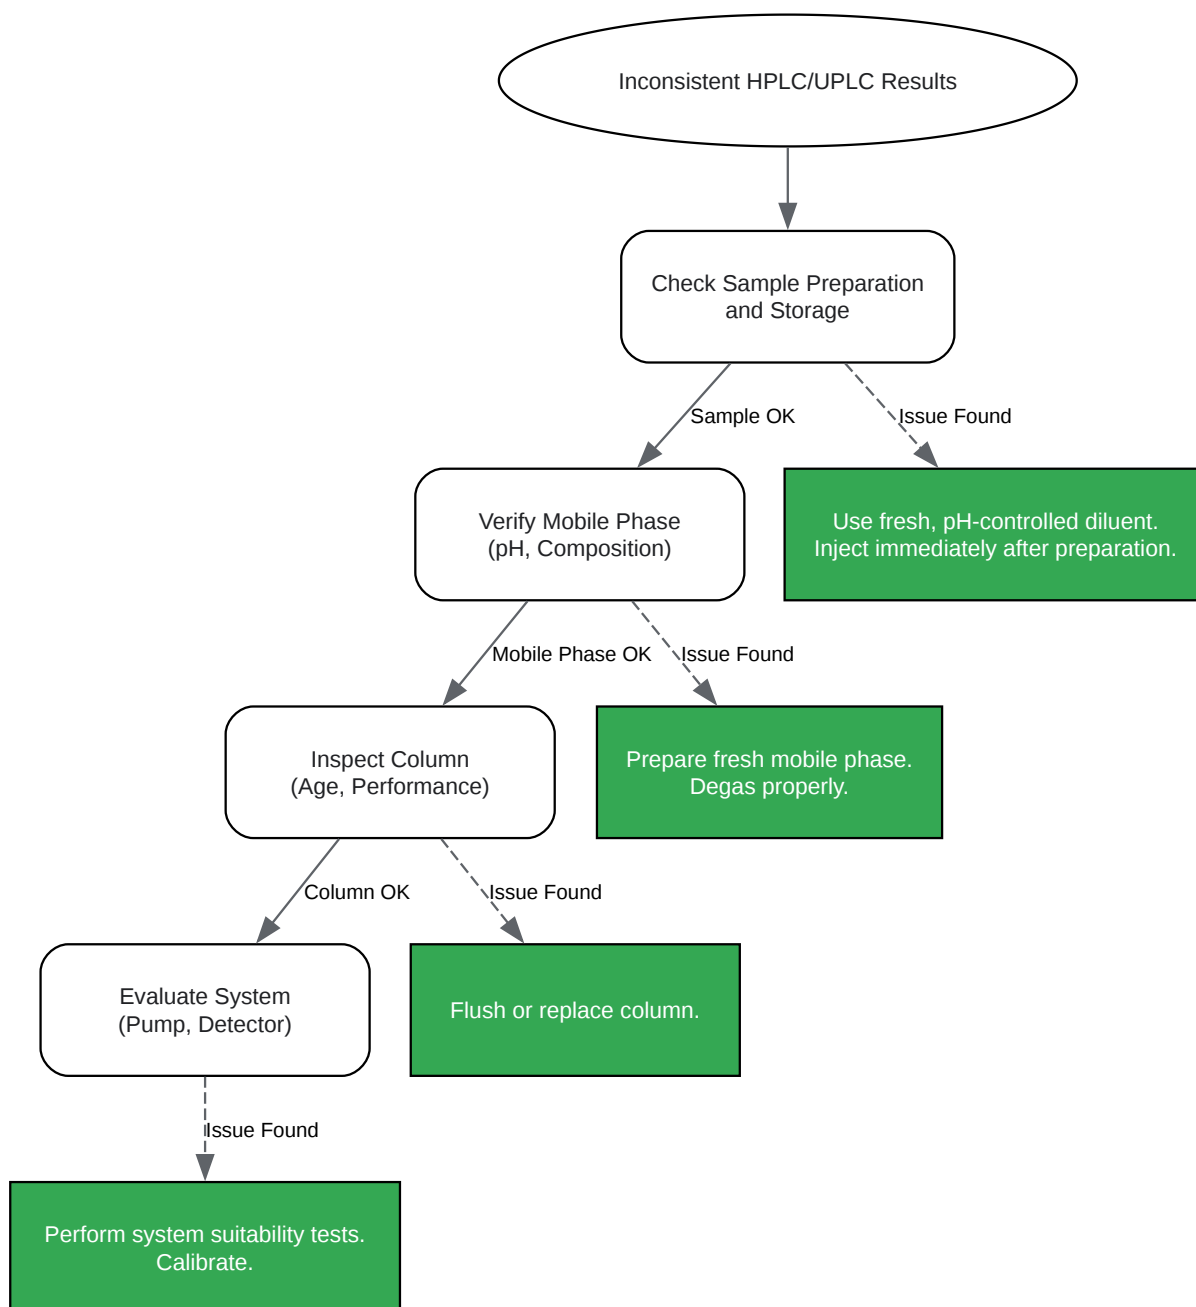 Inconsistent HPLC/UPLC Results
Check Sample Preparation
and Storage
Sample OK
Issue Found
Verify Mobile Phase
(pH, Composition)
Use fresh, pH-controlled diluent.
Inject immediately after preparation.
Mobile Phase OK
Issue Found
Inspect Column
(Age, Performance)
Prepare fresh mobile phase.
Degas properly.
Column OK
Issue Found
Evaluate System
(Pump, Detector)
Flush or replace column.
Issue Found
Perform system suitability tests.
Calibrate.